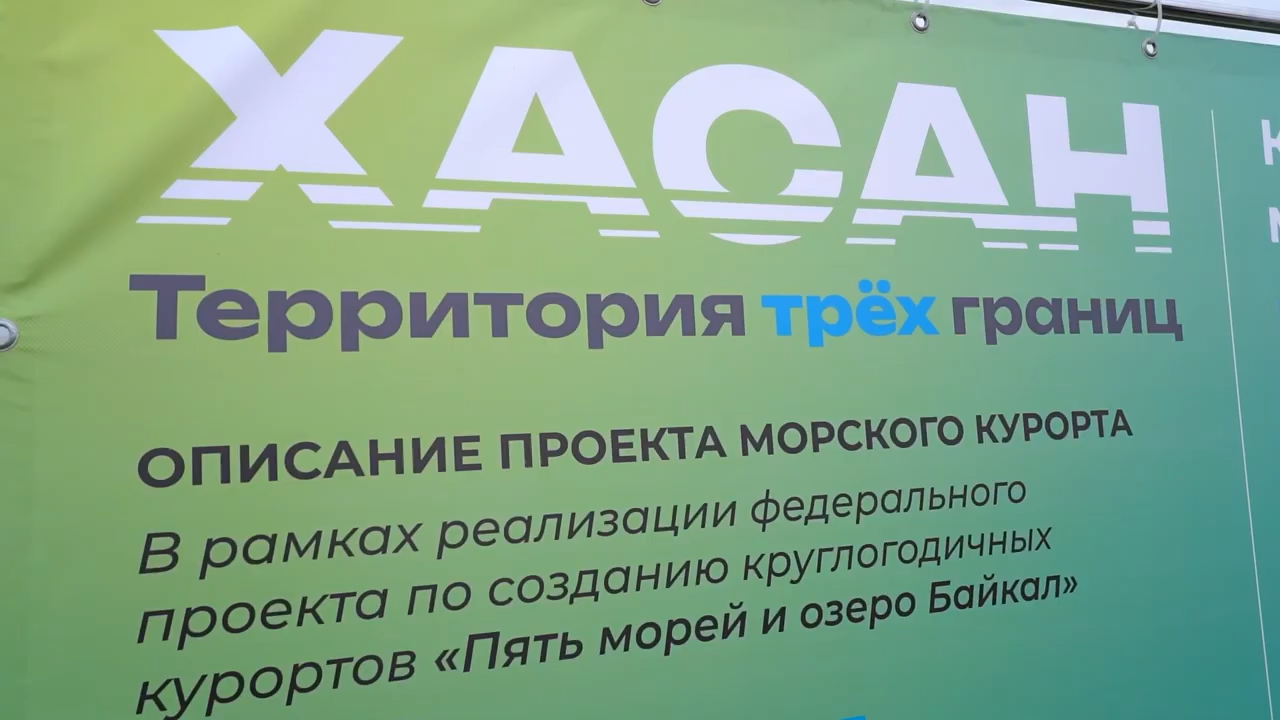 ХАСАН
Территория трёх границ
ОПИСАНИЕ ПРОЕКТА МОРСКОГО КУРОРТА
В рамках реализации федерального
проекта по созданию круглогодичных
курортов «Пять морей и озеро Байкал»